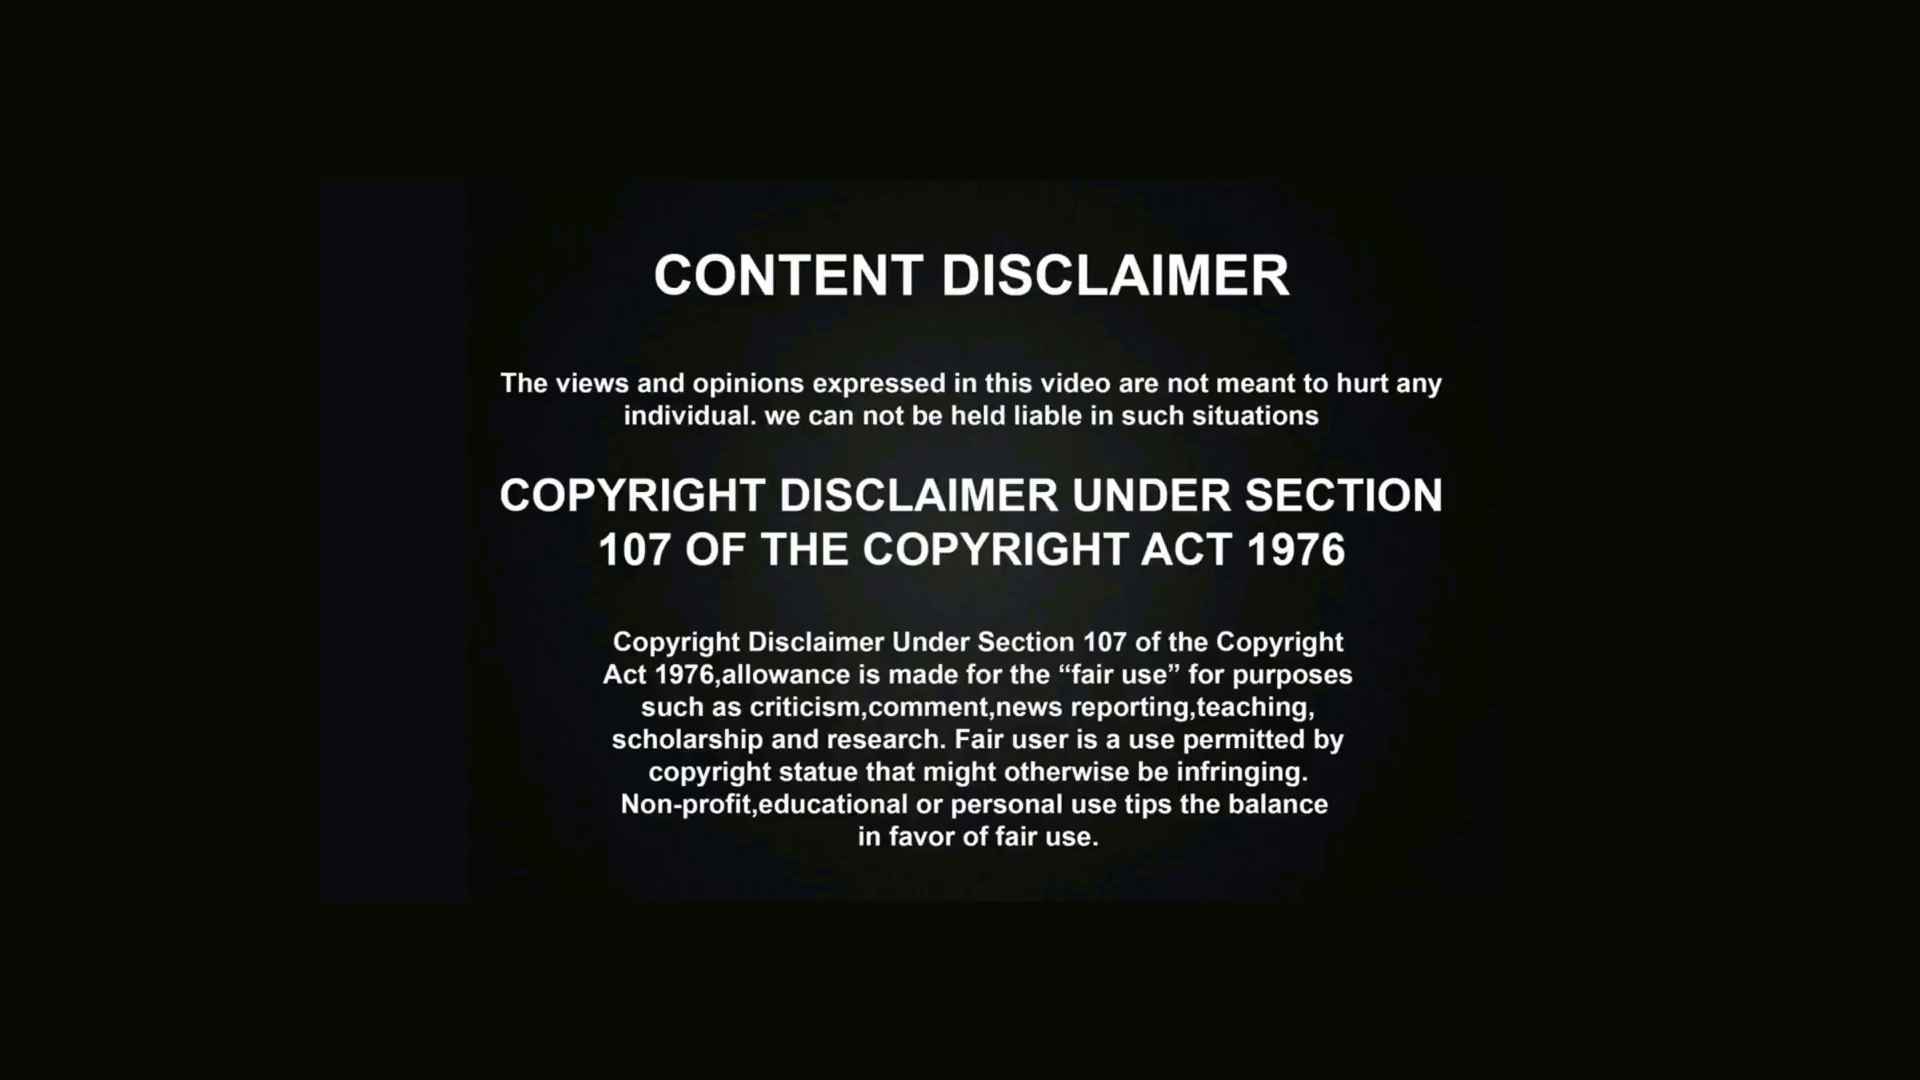 CONTENT DISCLAIMER
The views and opinions expressed in this video are not meant to hurt any
individual. we can not be held liable in such situations
COPYRIGHT DISCLAIMER UNDER SECTION
107 OF THE COPYRIGHT ACT 1976
Copyright Disclaimer Under Section 107 of the Copyright
Act 1976,allowance is made for the “fair use” for purposes
such as criticism,comment,news reporting,teaching,
scholarship and research. Fair user is a use permitted by
copyright statue that might otherwise be infringing.
Non-profit,educational or personal use tips the balance
in favor of fair use.